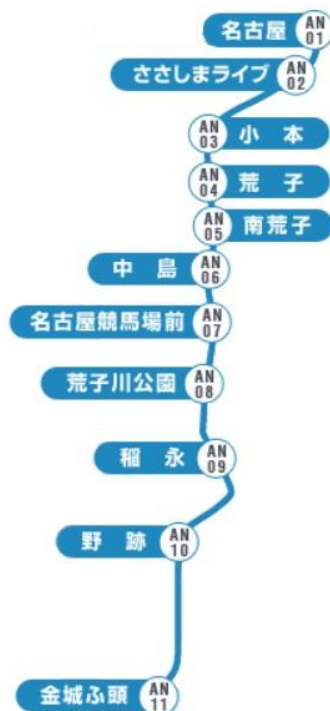 名古屋 AN 01
ささしまライブ AN 02
AN 03 小本
AN 04 荒子
AN 05 南荒子
中島 AN 06
名古屋競馬場前 AN 07
荒子川公園 AN 08
稲永 AN 09
野跡 AN 10
金城ふ頭 AN 11